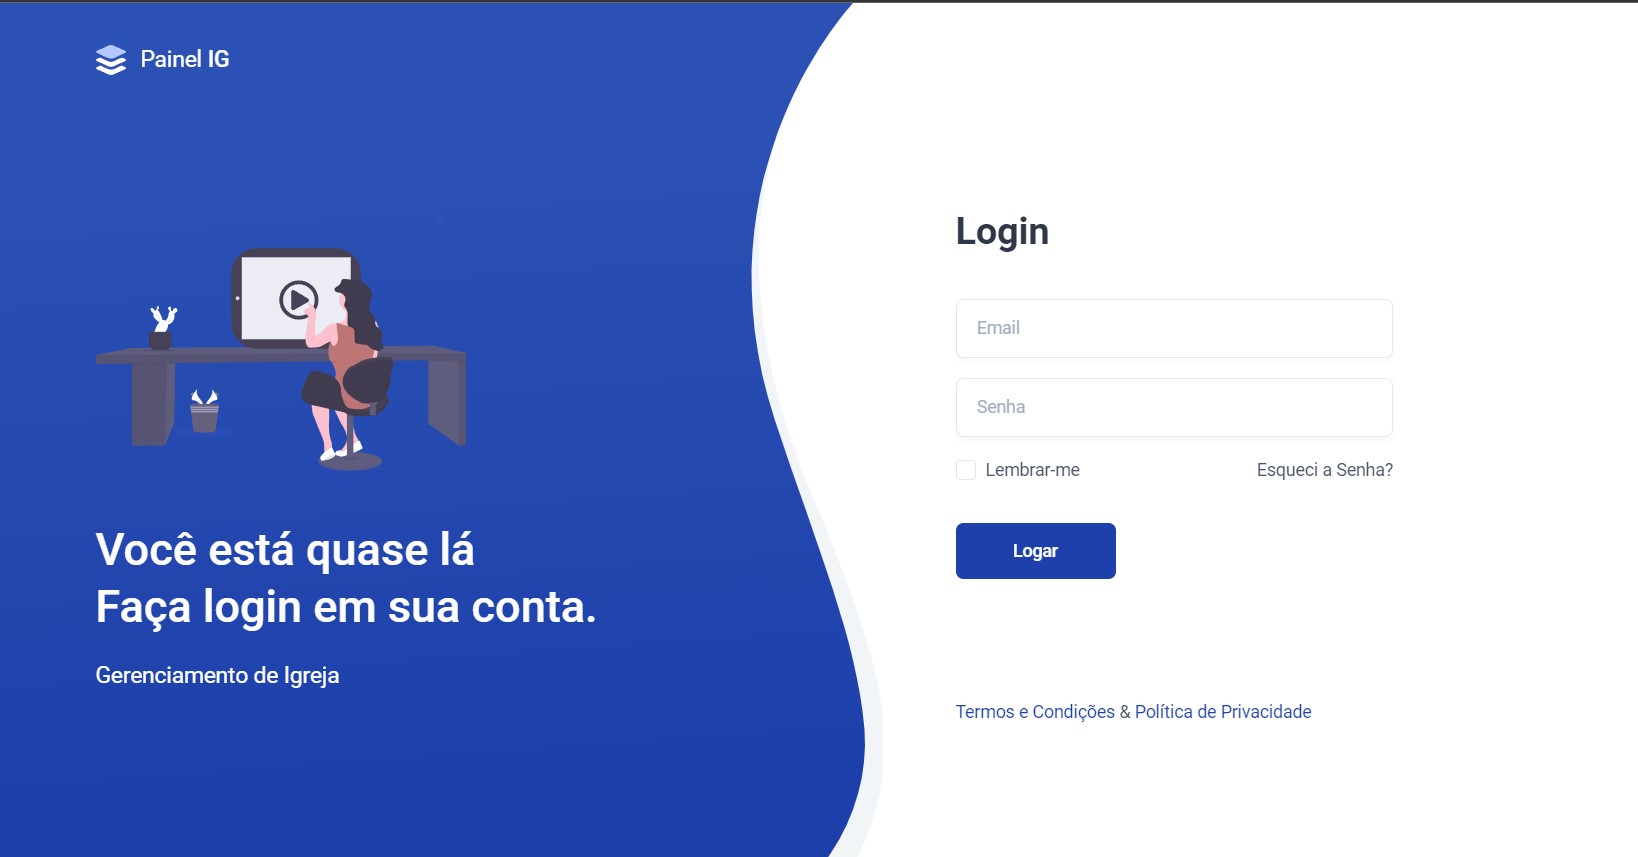 Painel IG
Você está quase lá
Faça login em sua conta.
Gerenciamento de Igreja
Login
Email
Senha
Lembrar-me
Esqueci a Senha?
Logar
Termos e Condições & Política de Privacidade